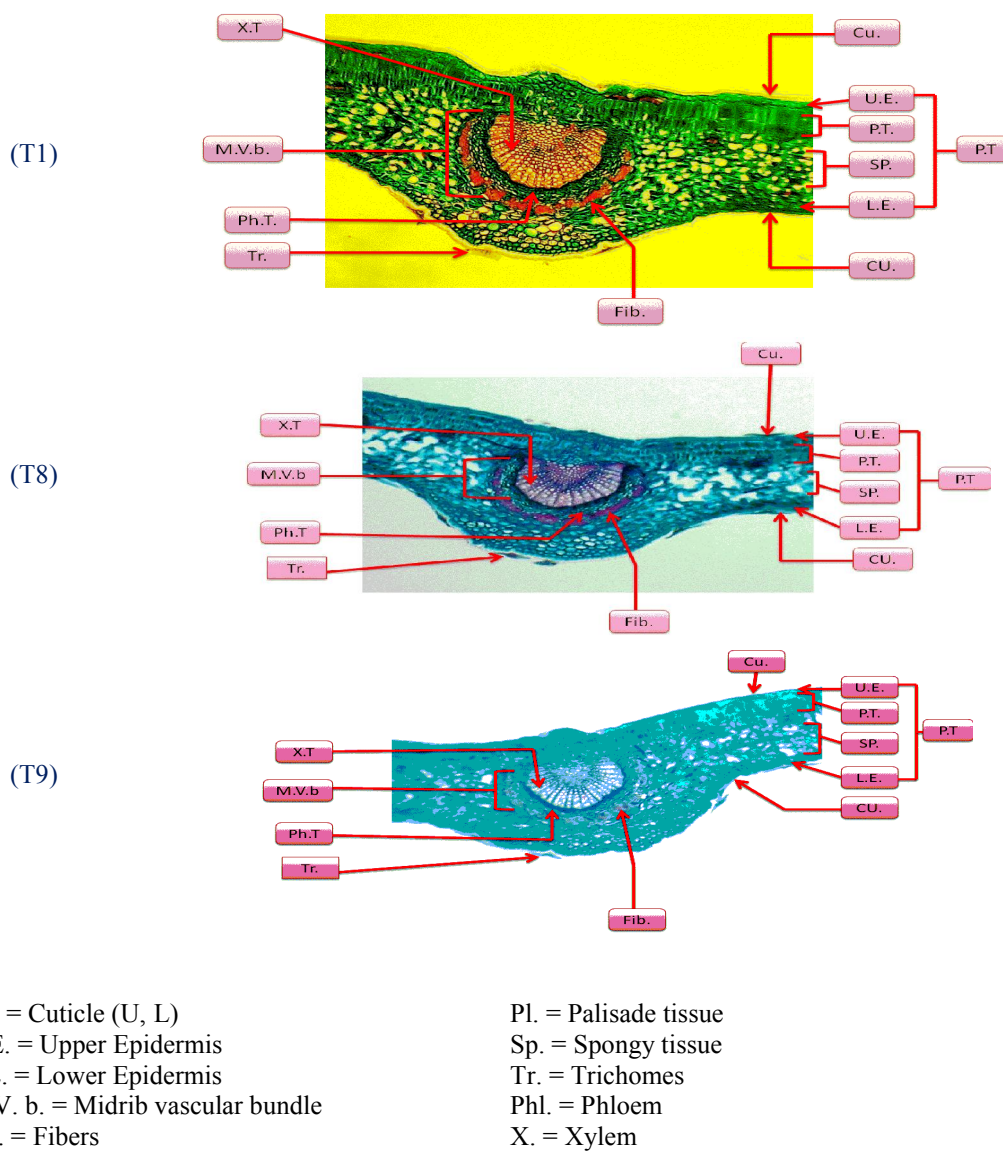 X.T
Cu.
U.E.
P.T.
(T1)
M.V.b.
P.T
SP.
Ph.T.
L.E.
Tr.
CU.
Fib.
Cu.
X.T
U.E.
P.T.
(T8)
M.V.b
P.T
SP.
Ph.T
L.E.
Tr.
CU.
Fib.
Cu.
U.E.
P.T.
P.T
X.T
SP.
(T9)
M.V.b
L.E.
CU.
Ph.T
Tr.
Fib.
= Cuticle (U, L) Pl. = Palisade tissue
E. = Upper Epidermis Sp. = Spongy tissue
. = Lower Epidermis Tr. = Trichomes
V. b. = Midrib vascular bundle Phl. = Phloem
. = Fibers X. = Xylem